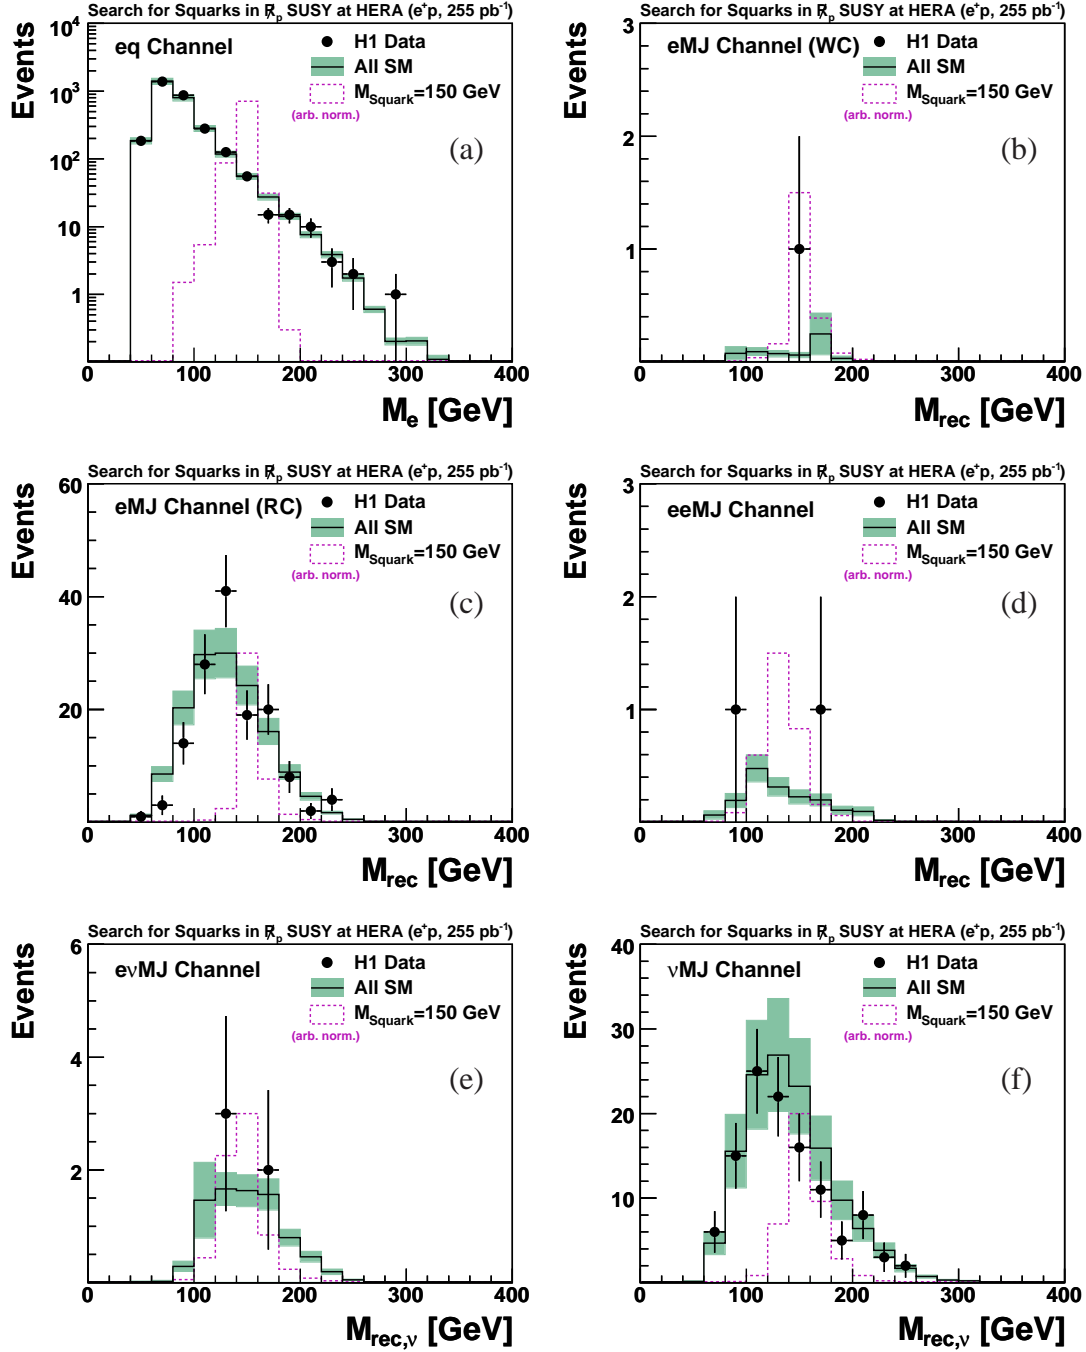 Search for Squarks in R̸p SUSY at HERA (e+p, 255 pb-1)
Events
10^4
10^3
10^2
10
1
eq Channel
H1 Data
All SM
MSquark=150 GeV
(arb. norm.)
(a)
0 100 200 300 400
Me [GeV]
Search for Squarks in R̸p SUSY at HERA (e+p, 255 pb-1)
Events
3
2
1
eMJ Channel (WC)
H1 Data
All SM
MSquark=150 GeV
(arb. norm.)
(b)
0 100 200 300 400
Mrec [GeV]
Search for Squarks in R̸p SUSY at HERA (e+p, 255 pb-1)
Events
60
40
20
eMJ Channel (RC)
H1 Data
All SM
MSquark=150 GeV
(arb. norm.)
(c)
0 100 200 300 400
Mrec [GeV]
Search for Squarks in R̸p SUSY at HERA (e+p, 255 pb-1)
Events
3
2
1
eeMJ Channel
H1 Data
All SM
MSquark=150 GeV
(arb. norm.)
(d)
0 100 200 300 400
Mrec [GeV]
Search for Squarks in R̸p SUSY at HERA (e+p, 255 pb-1)
Events
6
4
2
eνMJ Channel
H1 Data
All SM
MSquark=150 GeV
(arb. norm.)
(e)
0 100 200 300 400
Mrec,ν [GeV]
Search for Squarks in R̸p SUSY at HERA (e+p, 255 pb-1)
Events
40
30
20
10
νMJ Channel
H1 Data
All SM
MSquark=150 GeV
(arb. norm.)
(f)
0 100 200 300 400
Mrec,ν [GeV]